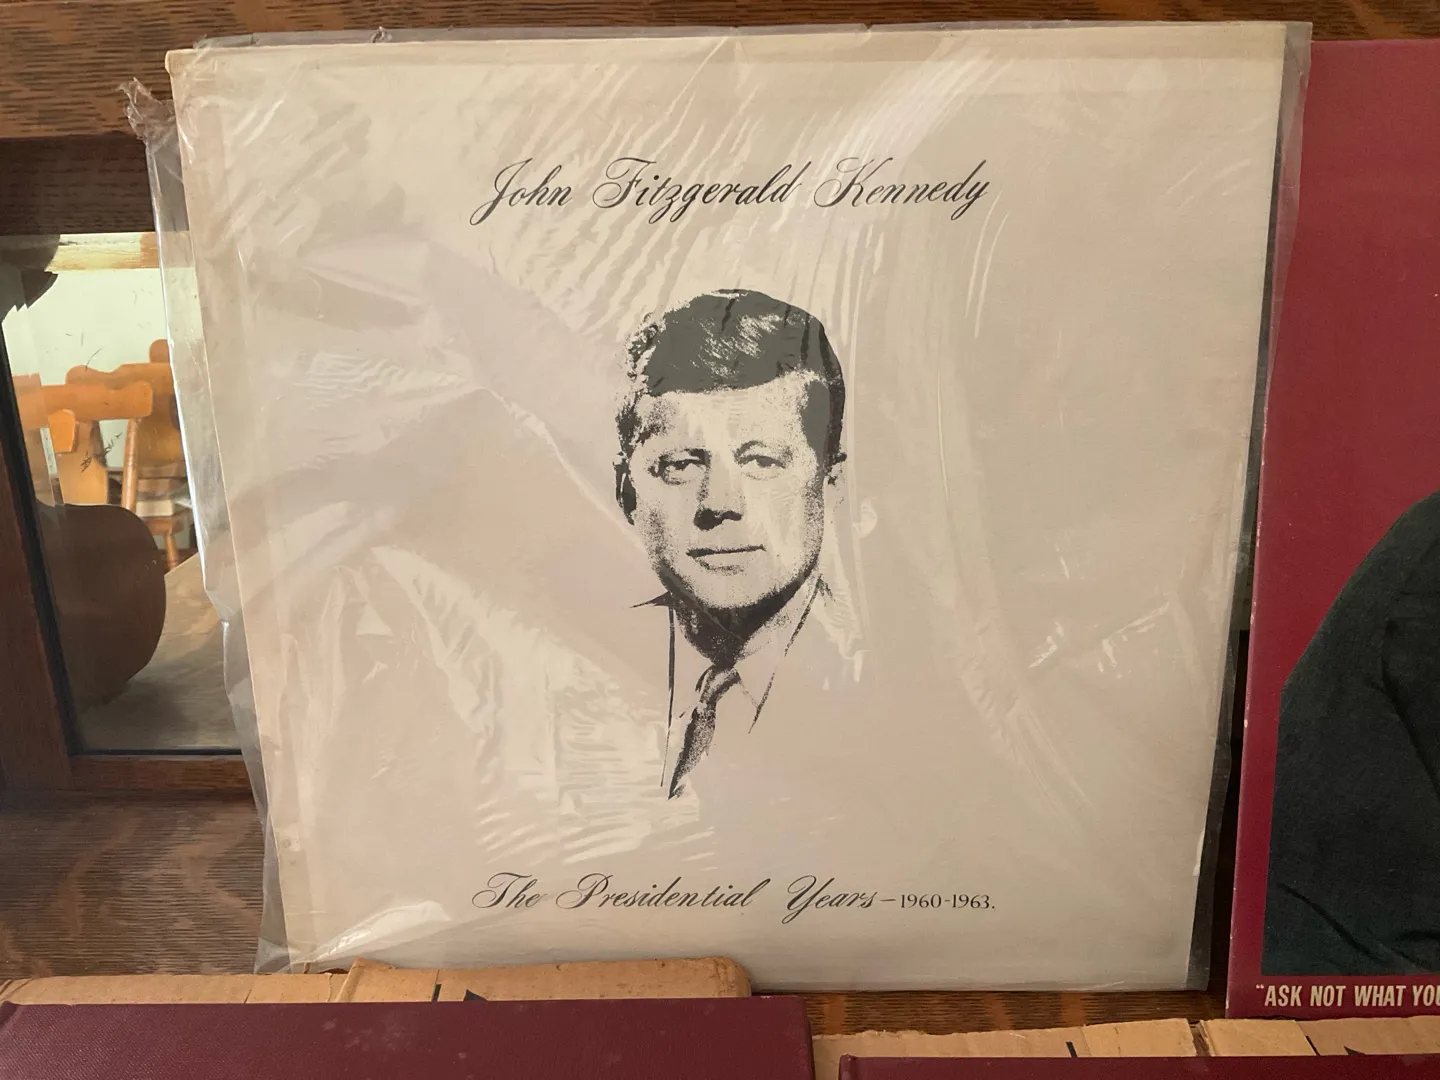 John Fitzgerald Kennedy
The Presidential Years – 1960-1963.
"ASK NOT WHAT YOU